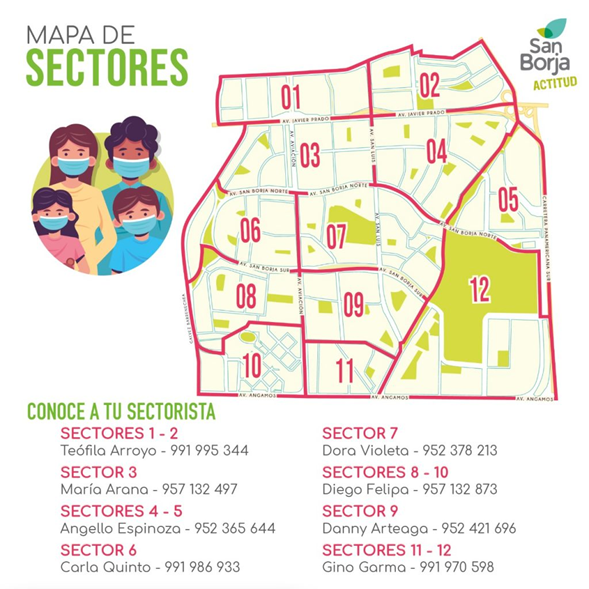 MAPA DE
SECTORES
San
Borja
ACTITUD
01
02
AV. JAVIER PRADO
AV. JAVIER PRADO
AV. AVIACIÓN
03
AV. SAN LUIS
04
05
AV. SAN BORJA NORTE
AV. SAN BORJA NORTE
CARRETERA PANAMERICANA SUR
06
07
AV. SAN LUIS
AV. SAN BORJA NORTE
AV. SAN BORJA SUR
AV. SAN BORJA SUR
08
AV. AVIACIÓN
09
12
10
11
AV. ANGAMOS
AV. ANGAMOS
AV. ANGAMOS
CONOCE A TU SECTORISTA
SECTORES 1 - 2
Teófila Arroyo - 991 995 344
SECTOR 3
María Arana - 957 132 497
SECTORES 4 - 5
Angello Espinoza - 952 365 644
SECTOR 6
Carla Quinto - 991 986 933
SECTOR 7
Dora Violeta - 952 378 213
SECTORES 8 - 10
Diego Felipa - 957 132 873
SECTOR 9
Danny Arteaga - 952 421 696
SECTORES 11 - 12
Gino Garma - 991 970 598